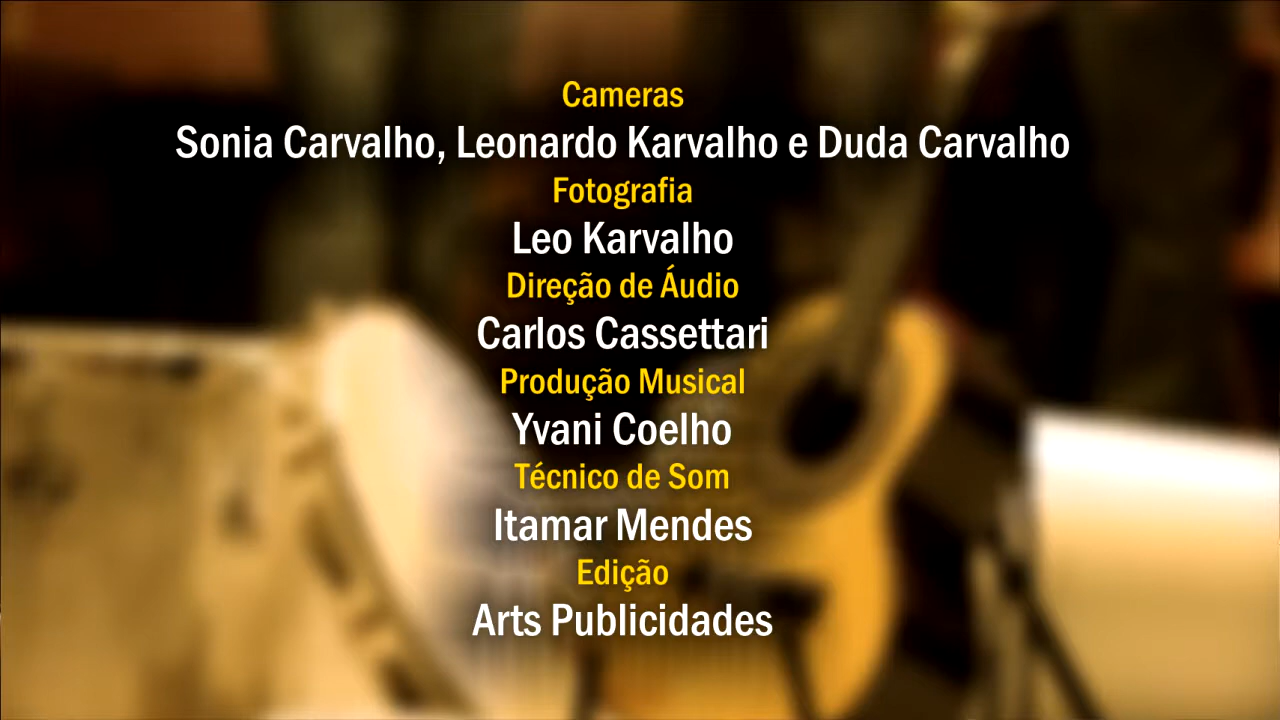 Cameras
Sonia Carvalho, Leonardo Karvalho e Duda Carvalho
Fotografia
Leo Karvalho
Direção de Áudio
Carlos Cassettari
Produção Musical
Yvani Coelho
Técnico de Som
Itamar Mendes
Edição
Arts Publicidades